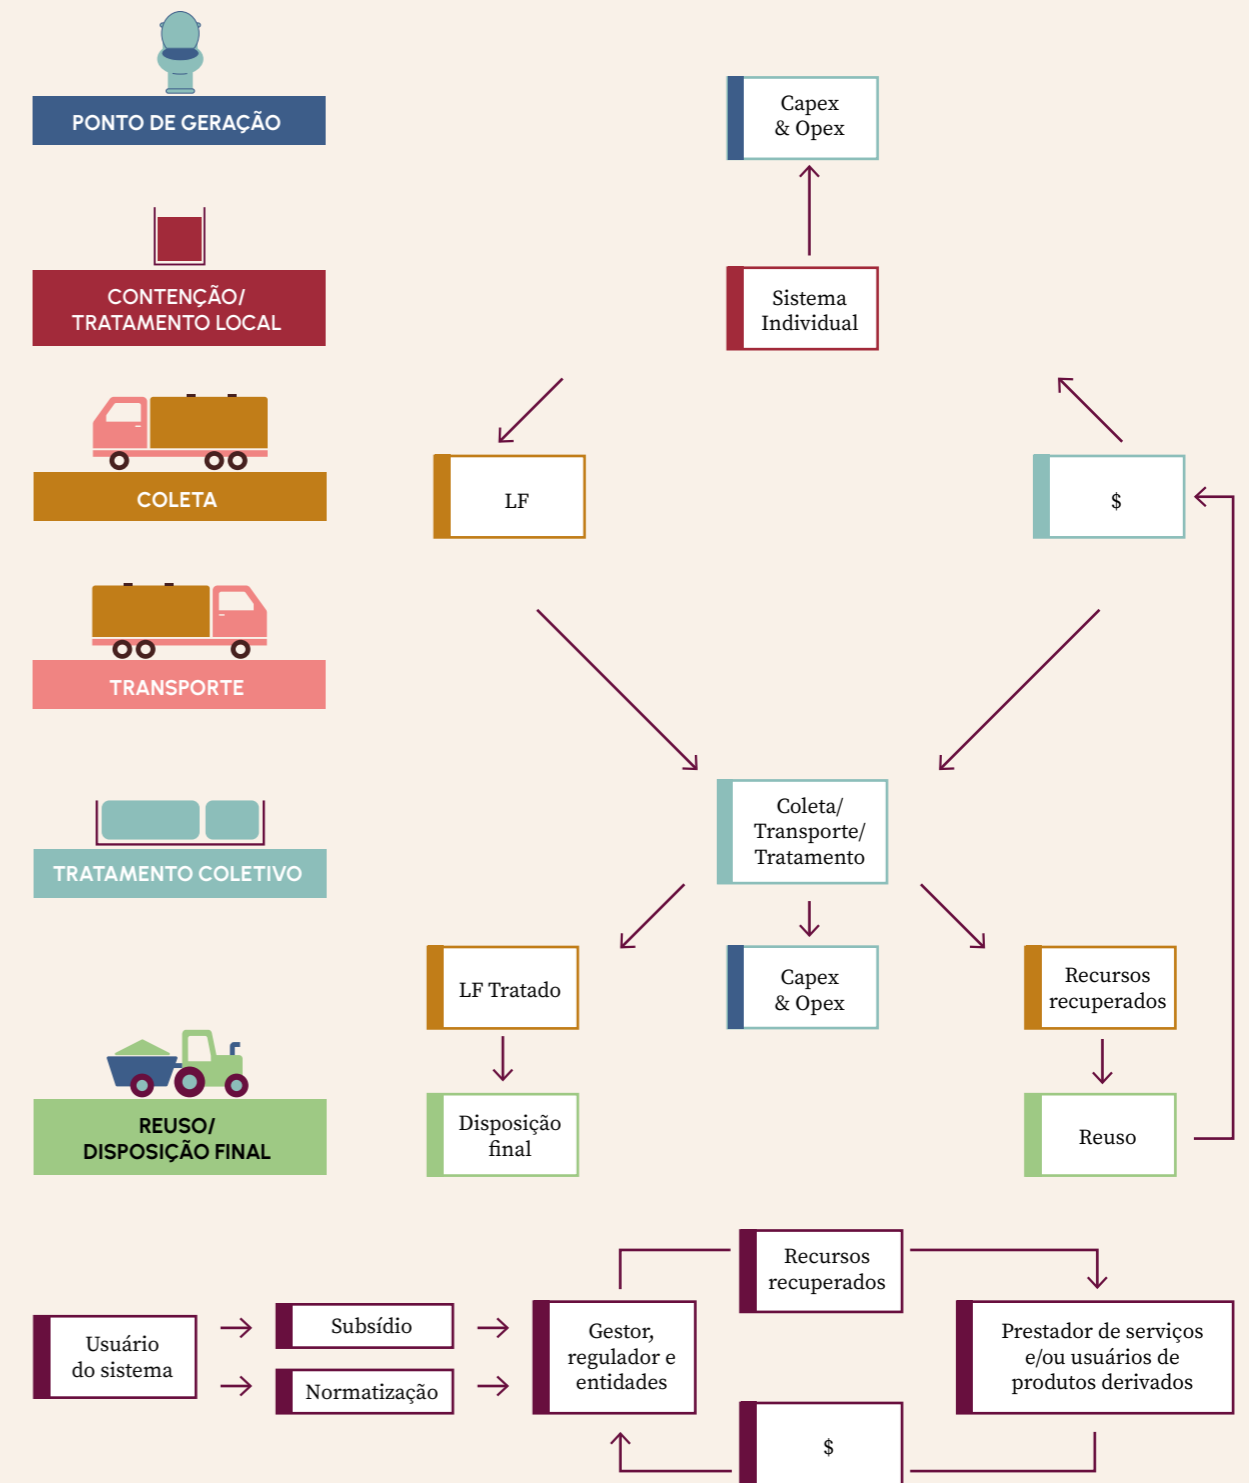 PONTO DE GERAÇÃO
Capex
& Opex
CONTENÇÃO/
TRATAMENTO LOCAL
Sistema
Individual
COLETA
LF
$
TRANSPORTE
TRATAMENTO COLETIVO
Coleta/
Transporte/
Tratamento
LF Tratado
Capex
& Opex
Recursos
recuperados
REUSO/
DISPOSIÇÃO FINAL
Disposição
final
Reuso
Usuário
do sistema
Subsídio
Normatização
Gestor,
regulador e
entidades
Recursos
recuperados
$
Prestador de serviços
e/ou usuários de
produtos derivados